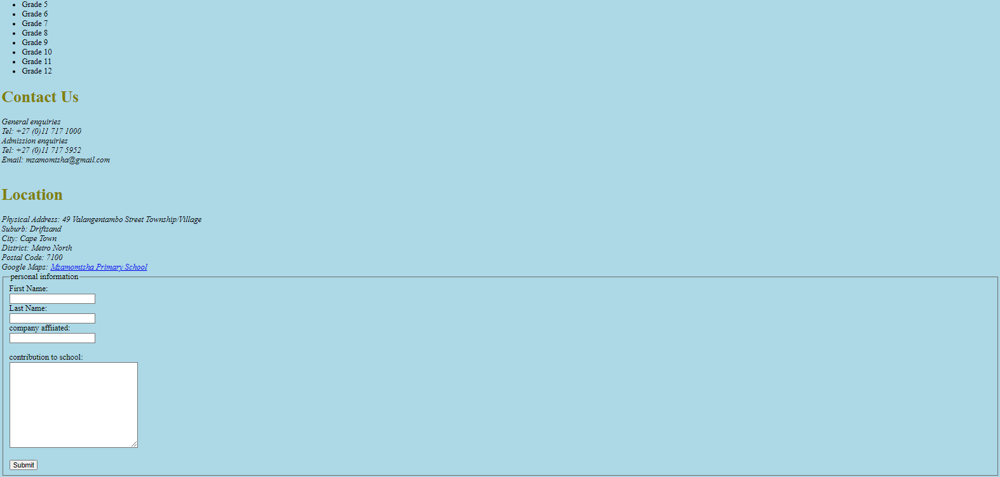 Grade 5
Grade 6
Grade 7
Grade 8
Grade 9
Grade 10
Grade 11
Grade 12
Contact Us
General enquiries
Tel: +27 (0)11 717 1000
Admission enquiries
Tel: +27 (0)11 717 5952
Email: mzamomtsha@gmail.com
Location
Physical Address: 49 Valangentambo Street Township/Village
Suburb: Driftsand
City: Cape Town
District: Metro North
Postal Code: 7100
Google Maps: Mzamomtsha Primary School
personal information
First Name:
Last Name:
company affiiated:
contribution to school:
Submit